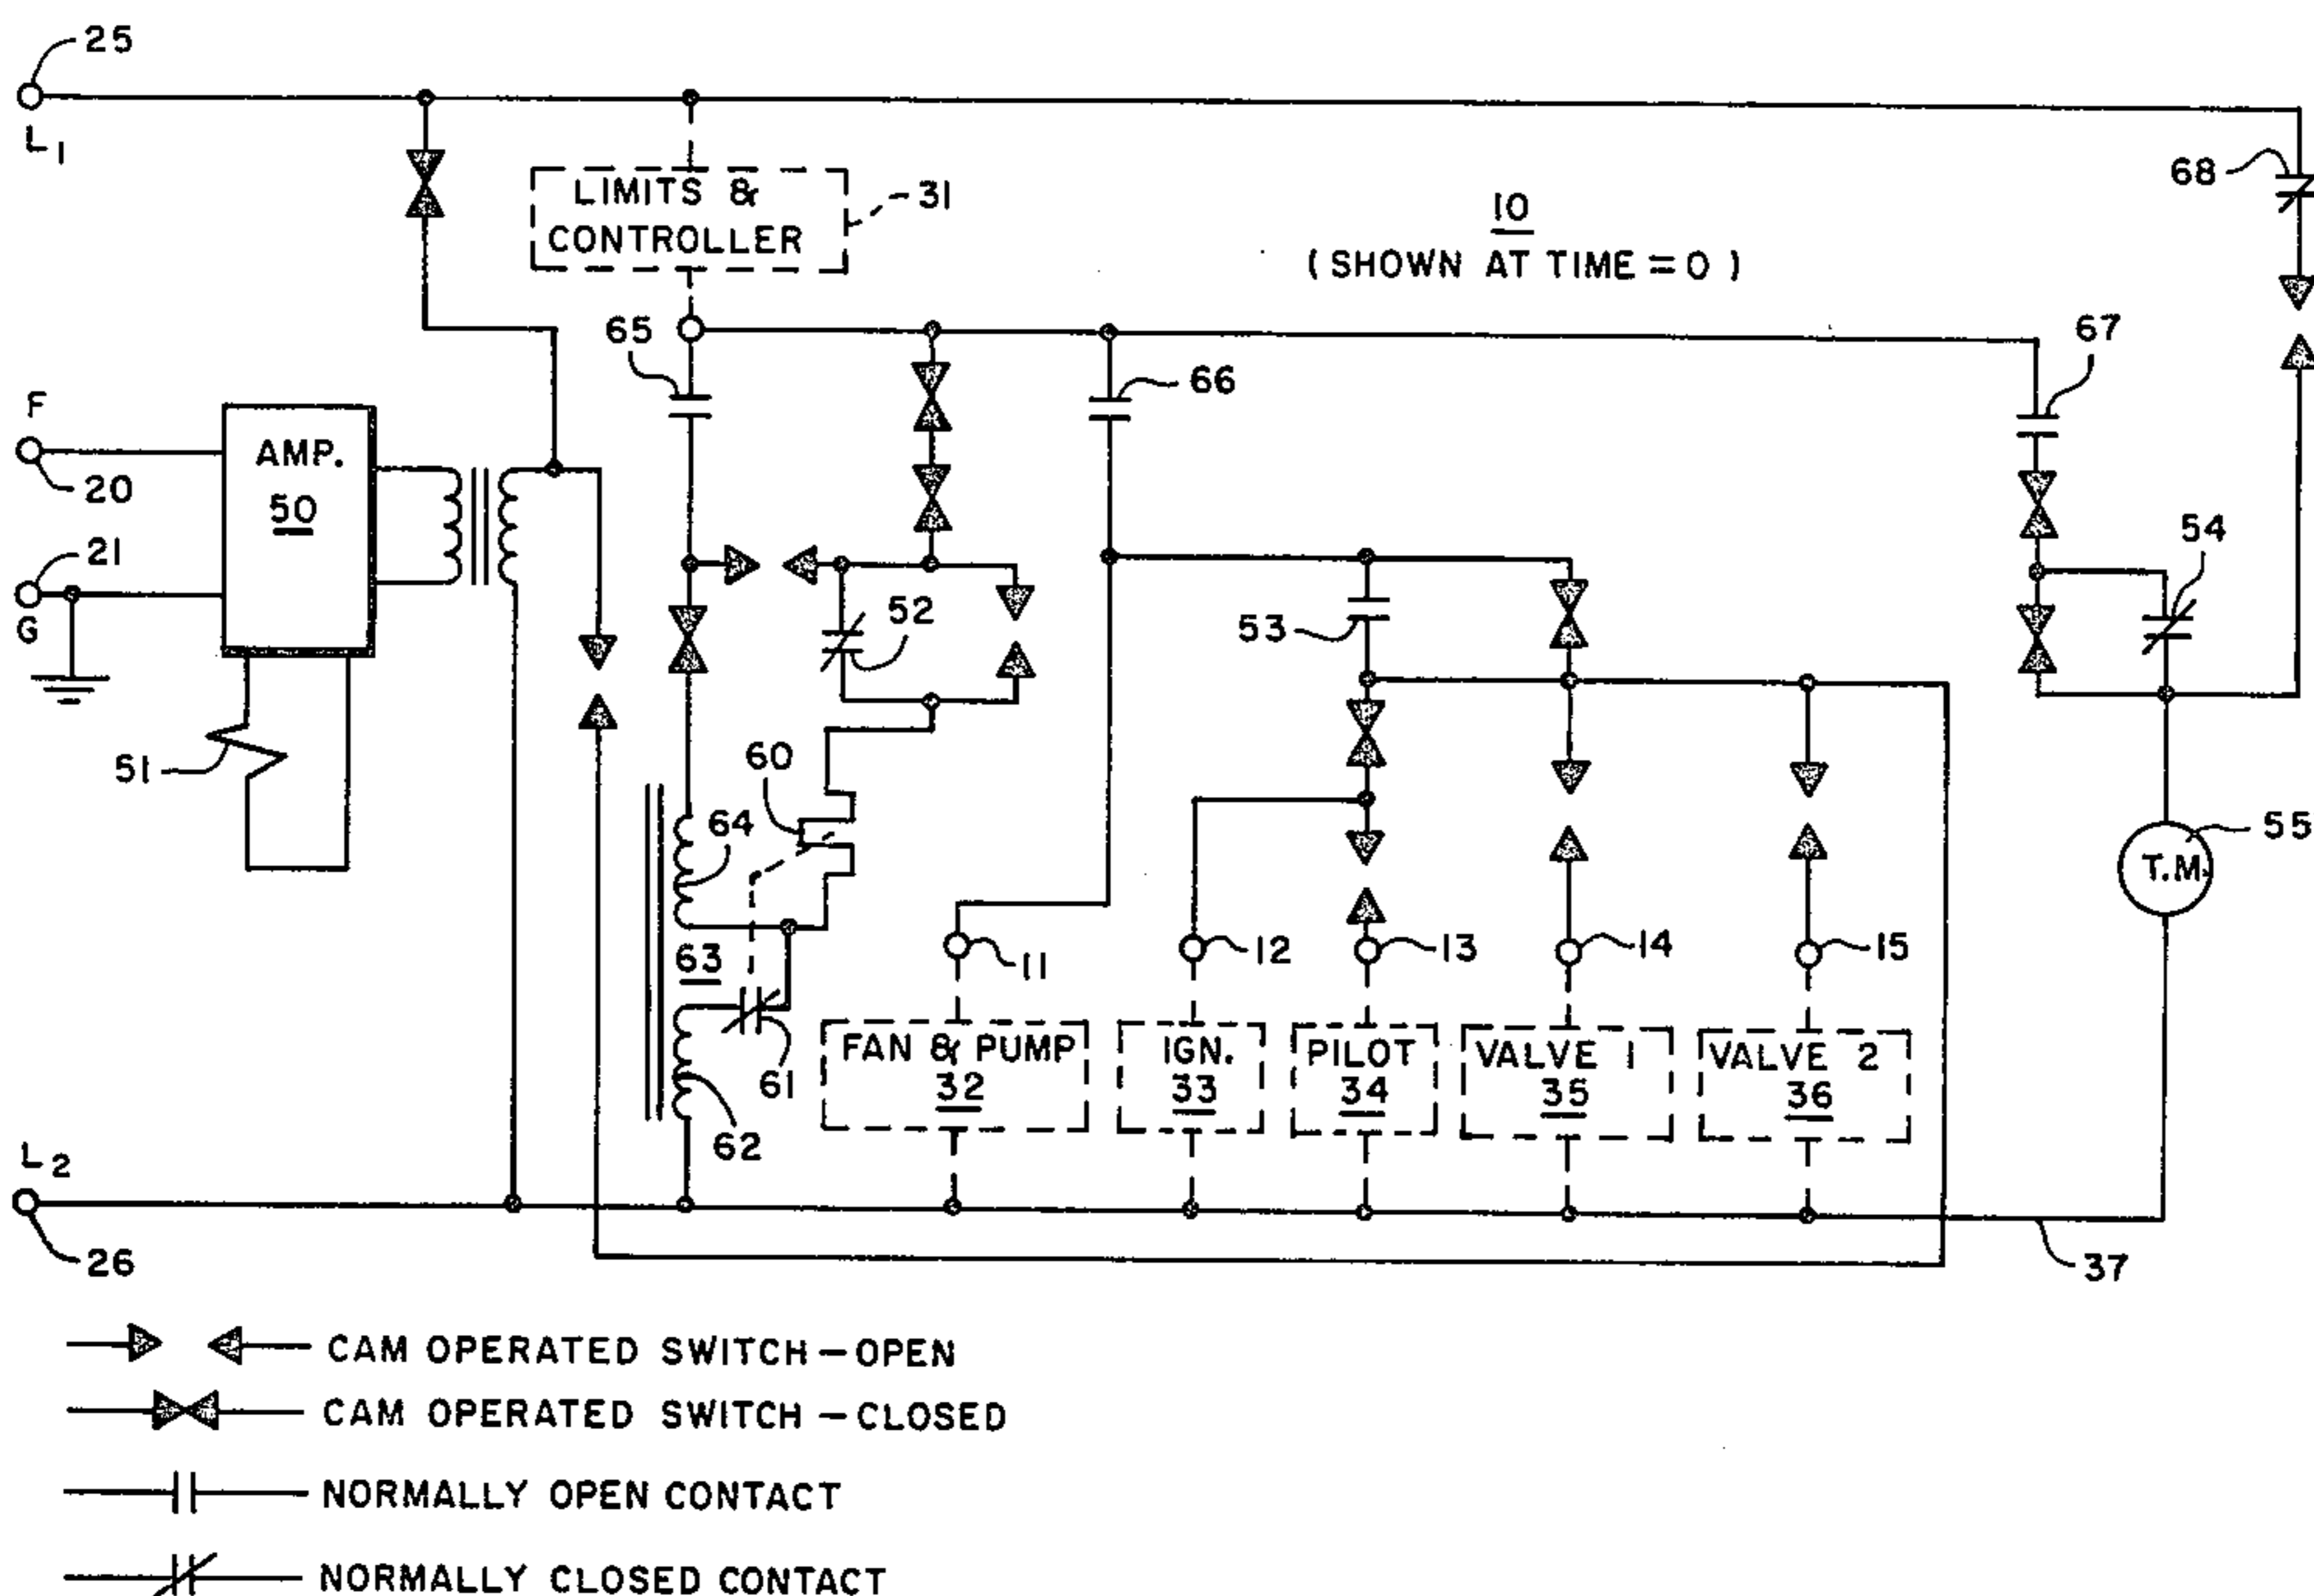 25
L1
68
LIMITS &
CONTROLLER
31
10
(SHOWN AT TIME = 0)
65
66
67
F
20
AMP.
50
21
G
54
52
53
51
60
64
55
T.M.
63
11
12
13
14
15
61
62
FAN & PUMP
32
IGN.
33
PILOT
34
VALVE 1
35
VALVE 2
36
L2
26
37
CAM OPERATED SWITCH – OPEN
CAM OPERATED SWITCH – CLOSED
NORMALLY OPEN CONTACT
NORMALLY CLOSED CONTACT